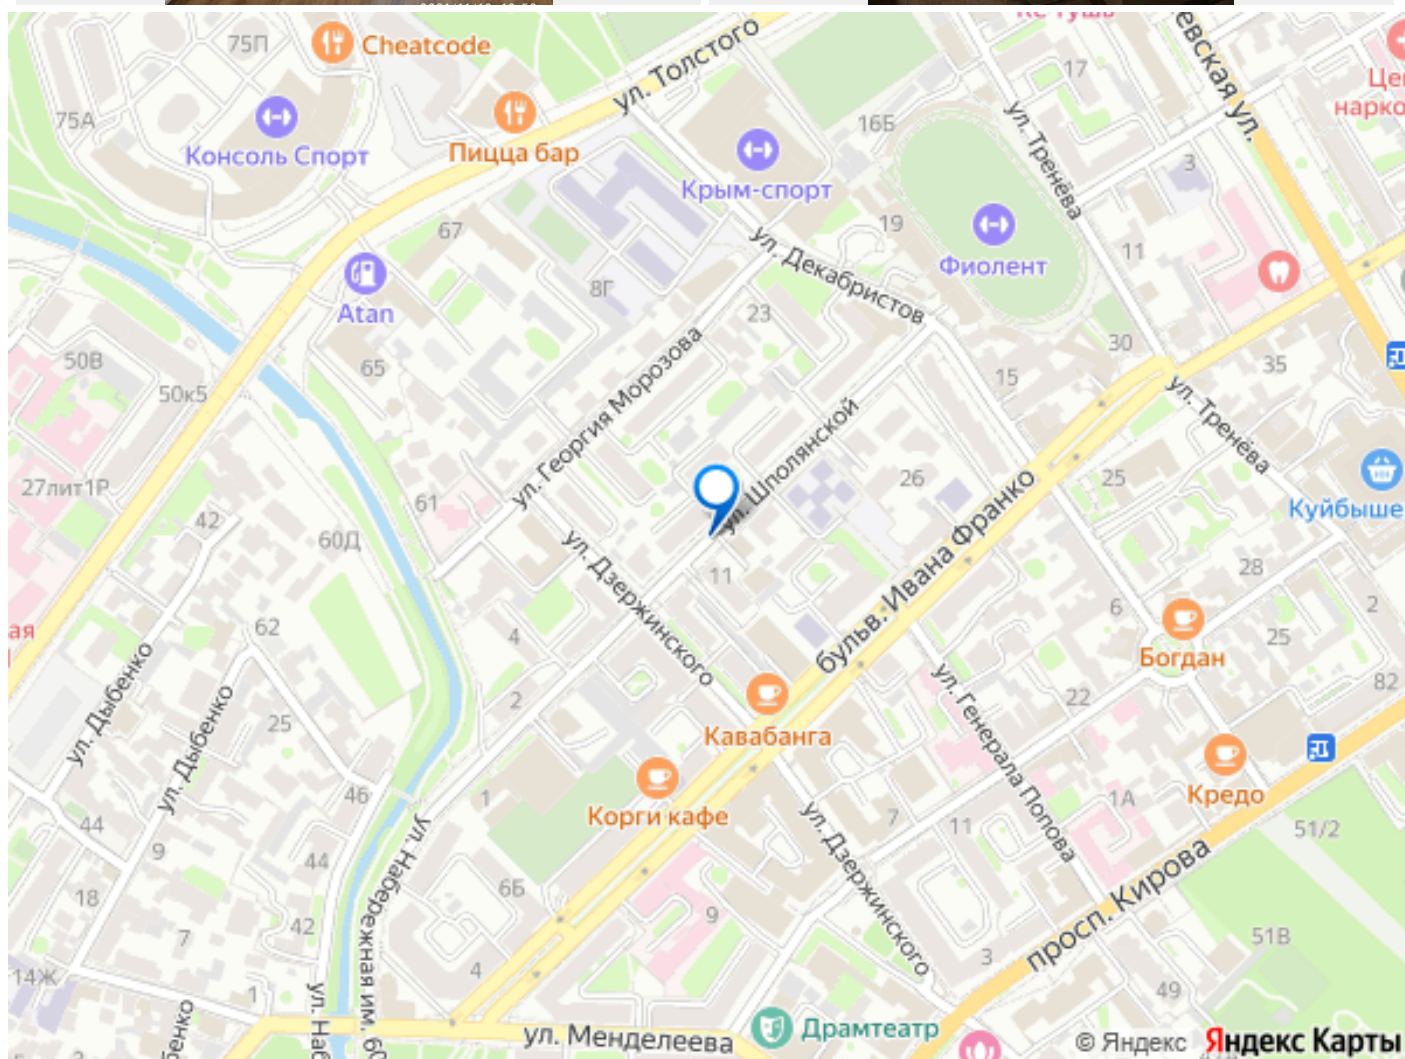 75П
Cheatcode
ул. Толстого
17
75А
Консоль Спорт
Пицца бар
16Б
ул. Тренёва
евская ул.
Крым-спорт
3
67
19
ул. Декабристов
Фиолент
11
Atan
8Г
23
50В
65
30
50к5
15
35
ул. Георгия Морозова
ул. Тренёва
ул. Шполянской
27лит1Р
61
26
25
42
60Д
бульв. Ивана Франко
ул. Дзержинского
11
28
6
2
62
4
25
Богдан
82
ул. Дыбенко
ул. Дыбенко
25
2
22
Кавабанга
ул. Генерала Попова
46
1
Корги кафе
1А
Кредо
44
7
11
51/2
9
44
ул. Дзержинского
просп. Кирова
18
6Б
42
9
51В
7
ул. Набережная им. 60
14Ж
4
3
49
1
ул. Наб
бенко
ул. Менделеева
Драмтеатр
© Яндекс Яндекс Карты